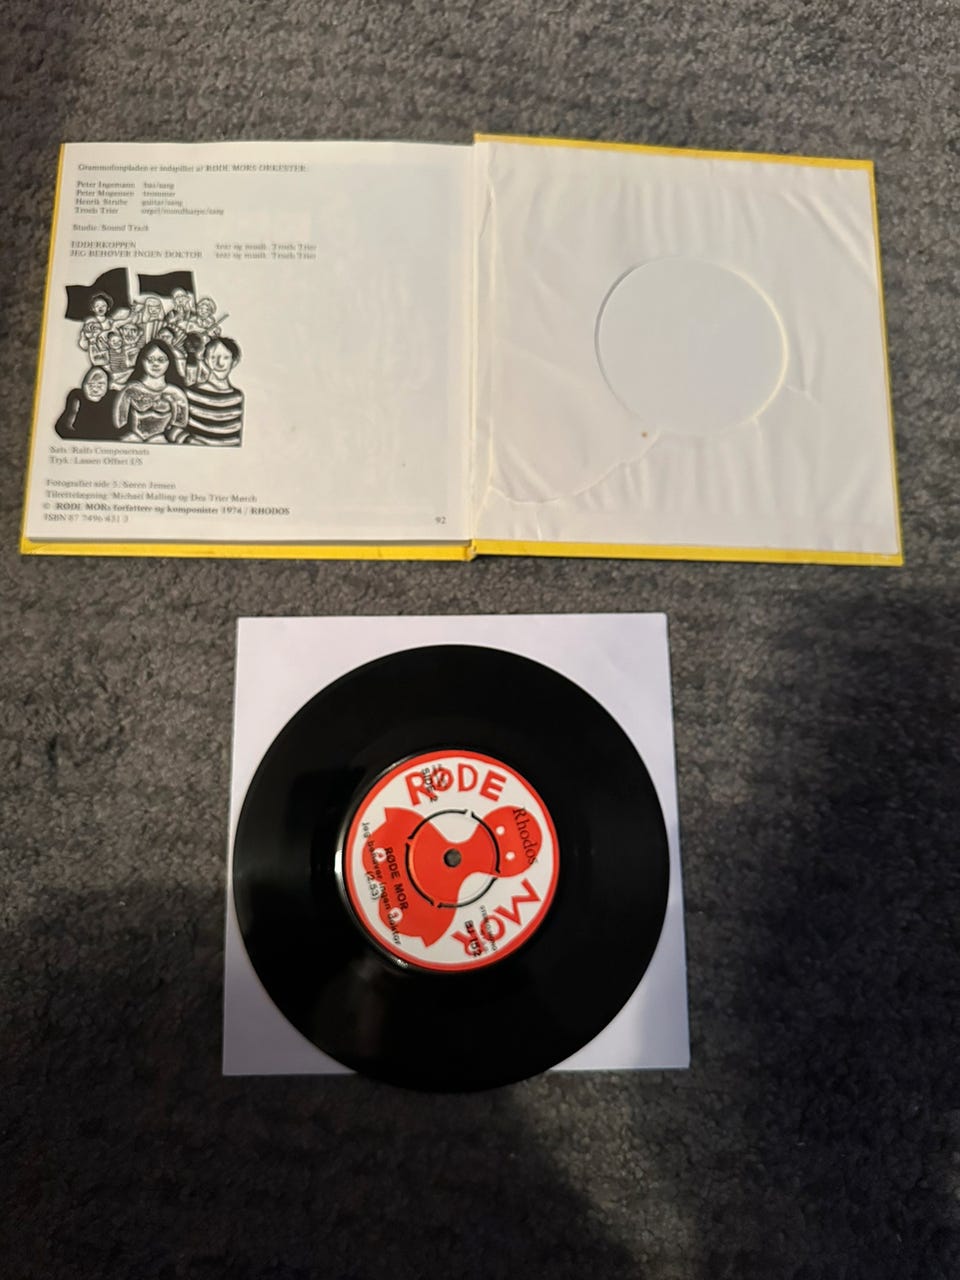 Grammofonpladen er indspillet af RØDE MORS ORKESTER:
Peter Ingemann bas/sang
Peter Mogensen trommer
Henrik Strube guitar/sang
Troels Trier orgel/mundharpe/sang
Studie: Sound Track
EDDERKOPPEN tekst og musik: Troels Trier
JEG BEHØVER INGEN DOKTOR tekst og musik: Troels Trier
Sats: Ralfs Composersats
Tryk: Lassen Offset I/S
Fotografiet side 5: Søren Jensen
Tilrettelægning: Michael Malling og Dea Trier Mørch
© RØDE MORs forfattere og komponister 1974 / RHODOS
ISBN 87 7496 431 3
92
RØDE
MOR
Rhodos
SIDE 2
Jeg behøver ingen doktor
RØDE MOR
(2.53)